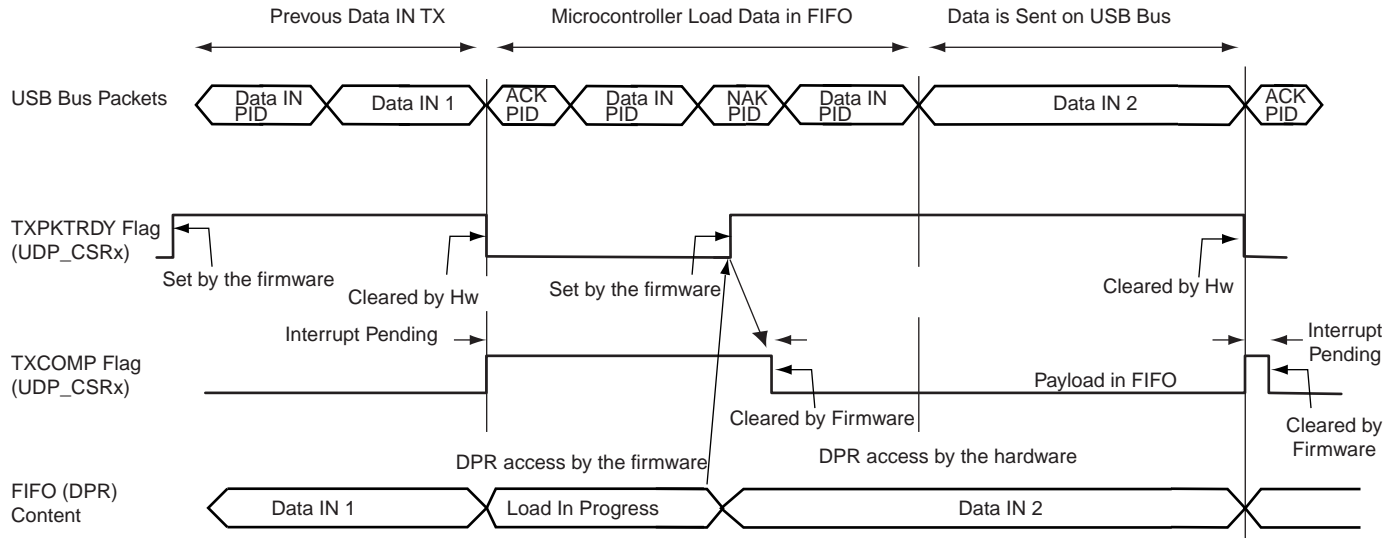 Prevous Data IN TX
Microcontroller Load Data in FIFO
Data is Sent on USB Bus
USB Bus Packets
Data IN
PID
Data IN 1
ACK
PID
Data IN
PID
NAK
PID
Data IN
PID
Data IN 2
ACK
PID
TXPKTRDY Flag
(UDP_CSRx)
Set by the firmware
Cleared by Hw
Set by the firmware
Cleared by Hw
Interrupt Pending
Interrupt
Pending
TXCOMP Flag
(UDP_CSRx)
Payload in FIFO
Cleared by Firmware
Cleared by
Firmware
DPR access by the firmware
DPR access by the hardware
FIFO (DPR)
Content
Data IN 1
Load In Progress
Data IN 2